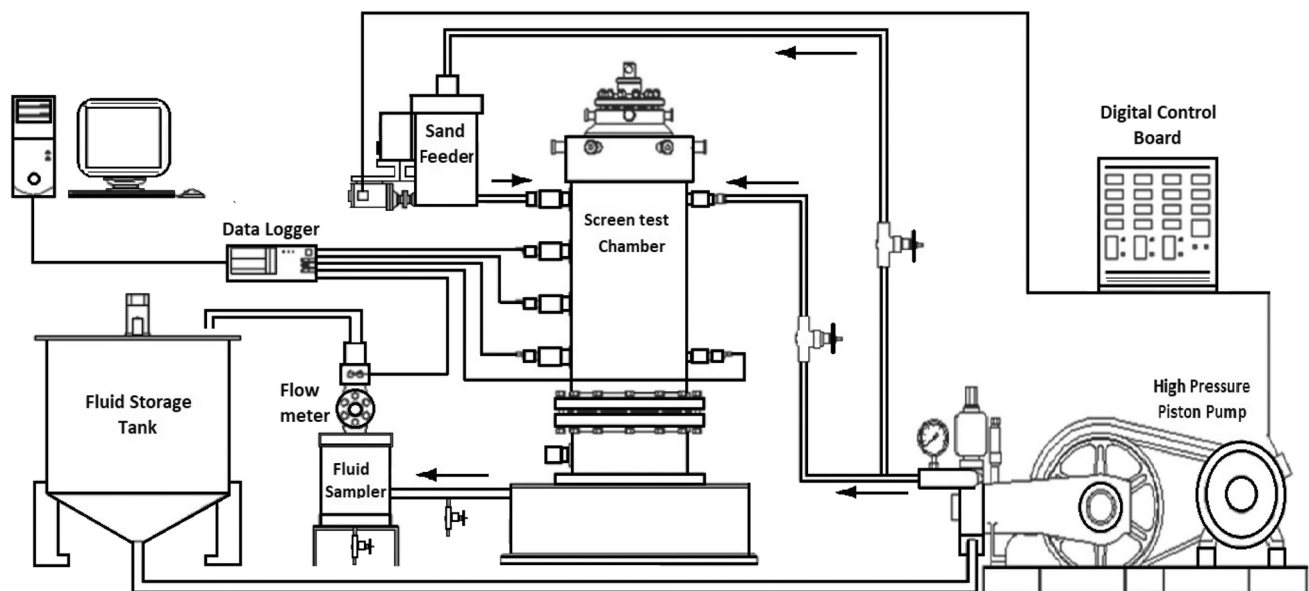 Sand
Feeder
Digital Control
Board
Screen test
Chamber
Data Logger
Fluid Storage
Tank
Flow
meter
High Pressure
Piston Pump
Fluid
Sampler